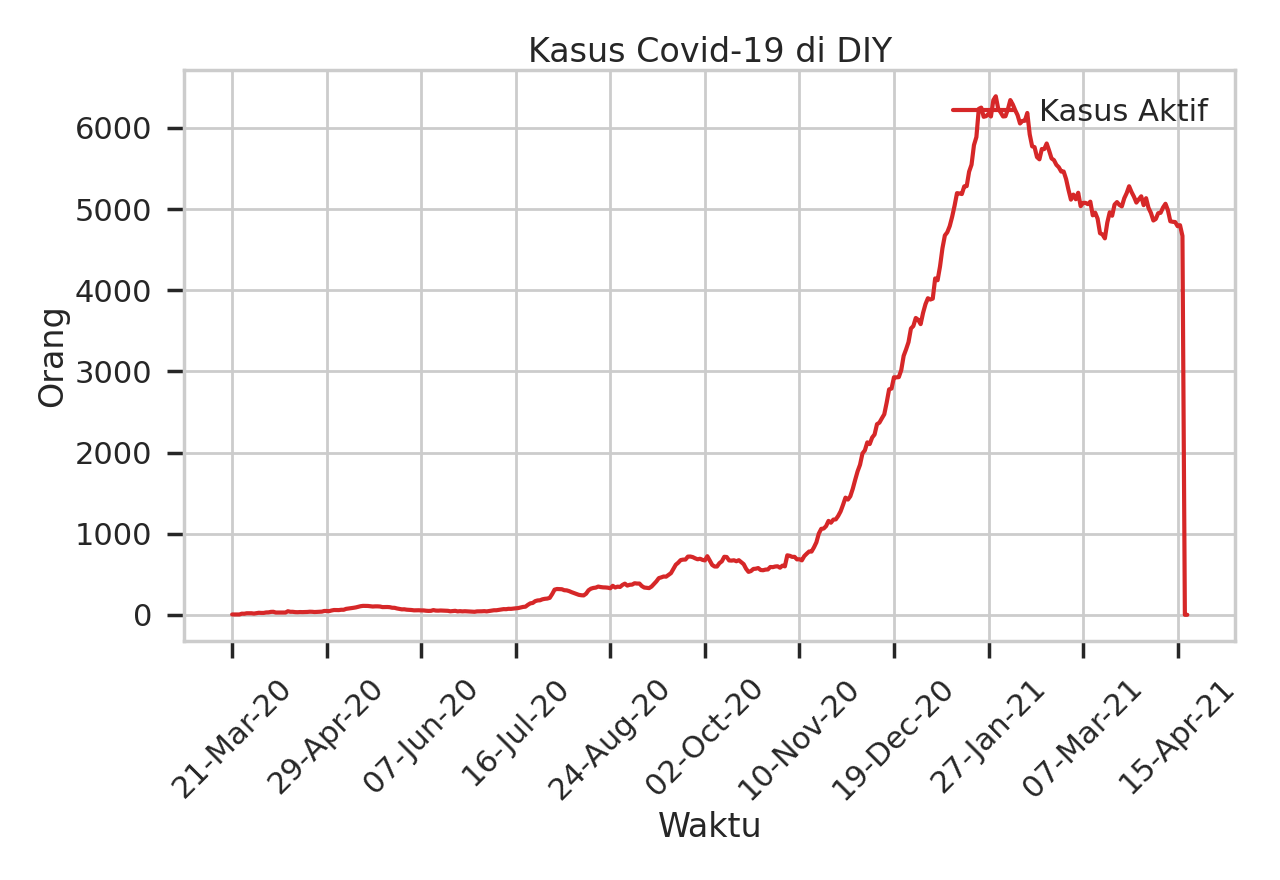 Kasus Covid-19 di DIY
Kasus Aktif
Orang
6000
5000
4000
3000
2000
1000
0
21-Mar-20
29-Apr-20
07-Jun-20
16-Jul-20
24-Aug-20
02-Oct-20
10-Nov-20
19-Dec-20
27-Jan-21
07-Mar-21
15-Apr-21
Waktu